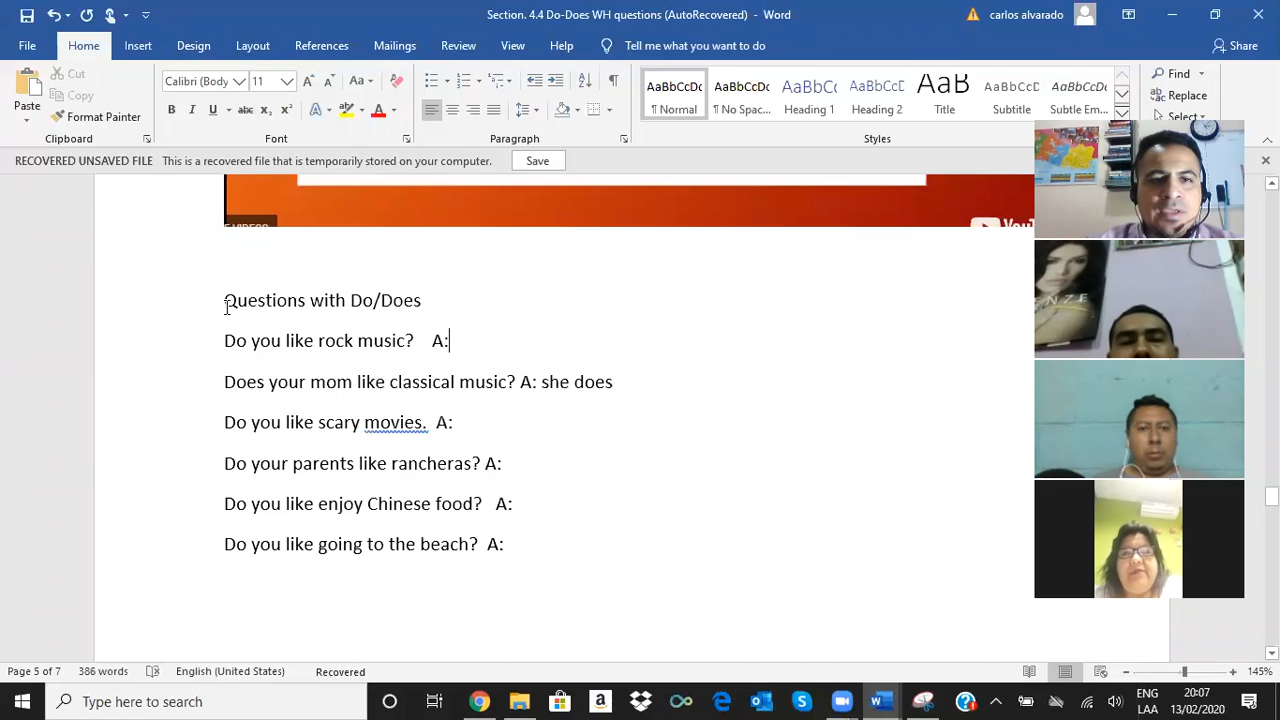 Section. 4.4 Do-Does WH questions (AutoRecovered) - Word
carlos alvarado
File Home Insert Design Layout References Mailings Review View Help Tell me what you want to do Share
Paste
Cut
Copy
Format Painter
Clipboard
Calibri (Body 11
Font
Paragraph
AaBbCcDc AaBbCcDc AaBbCc AaBbCcD AaB AaBbCcD AaBbCcD
¶ Normal ¶ No Spac... Heading 1 Heading 2 Title Subtitle Subtle Em...
Styles
Find
Replace
Select
RECOVERED UNSAVED FILE This is a recovered file that is temporarily stored on your computer. Save
Questions with Do/Does
Do you like rock music? A:
Does your mom like classical music? A: she does
Do you like scary movies. A:
Do your parents like rancheras? A:
Do you like enjoy Chinese food? A:
Do you like going to the beach? A:
Page 5 of 7 386 words English (United States) Recovered 145%
Type here to search
ENG
LAA
20:07
13/02/2020